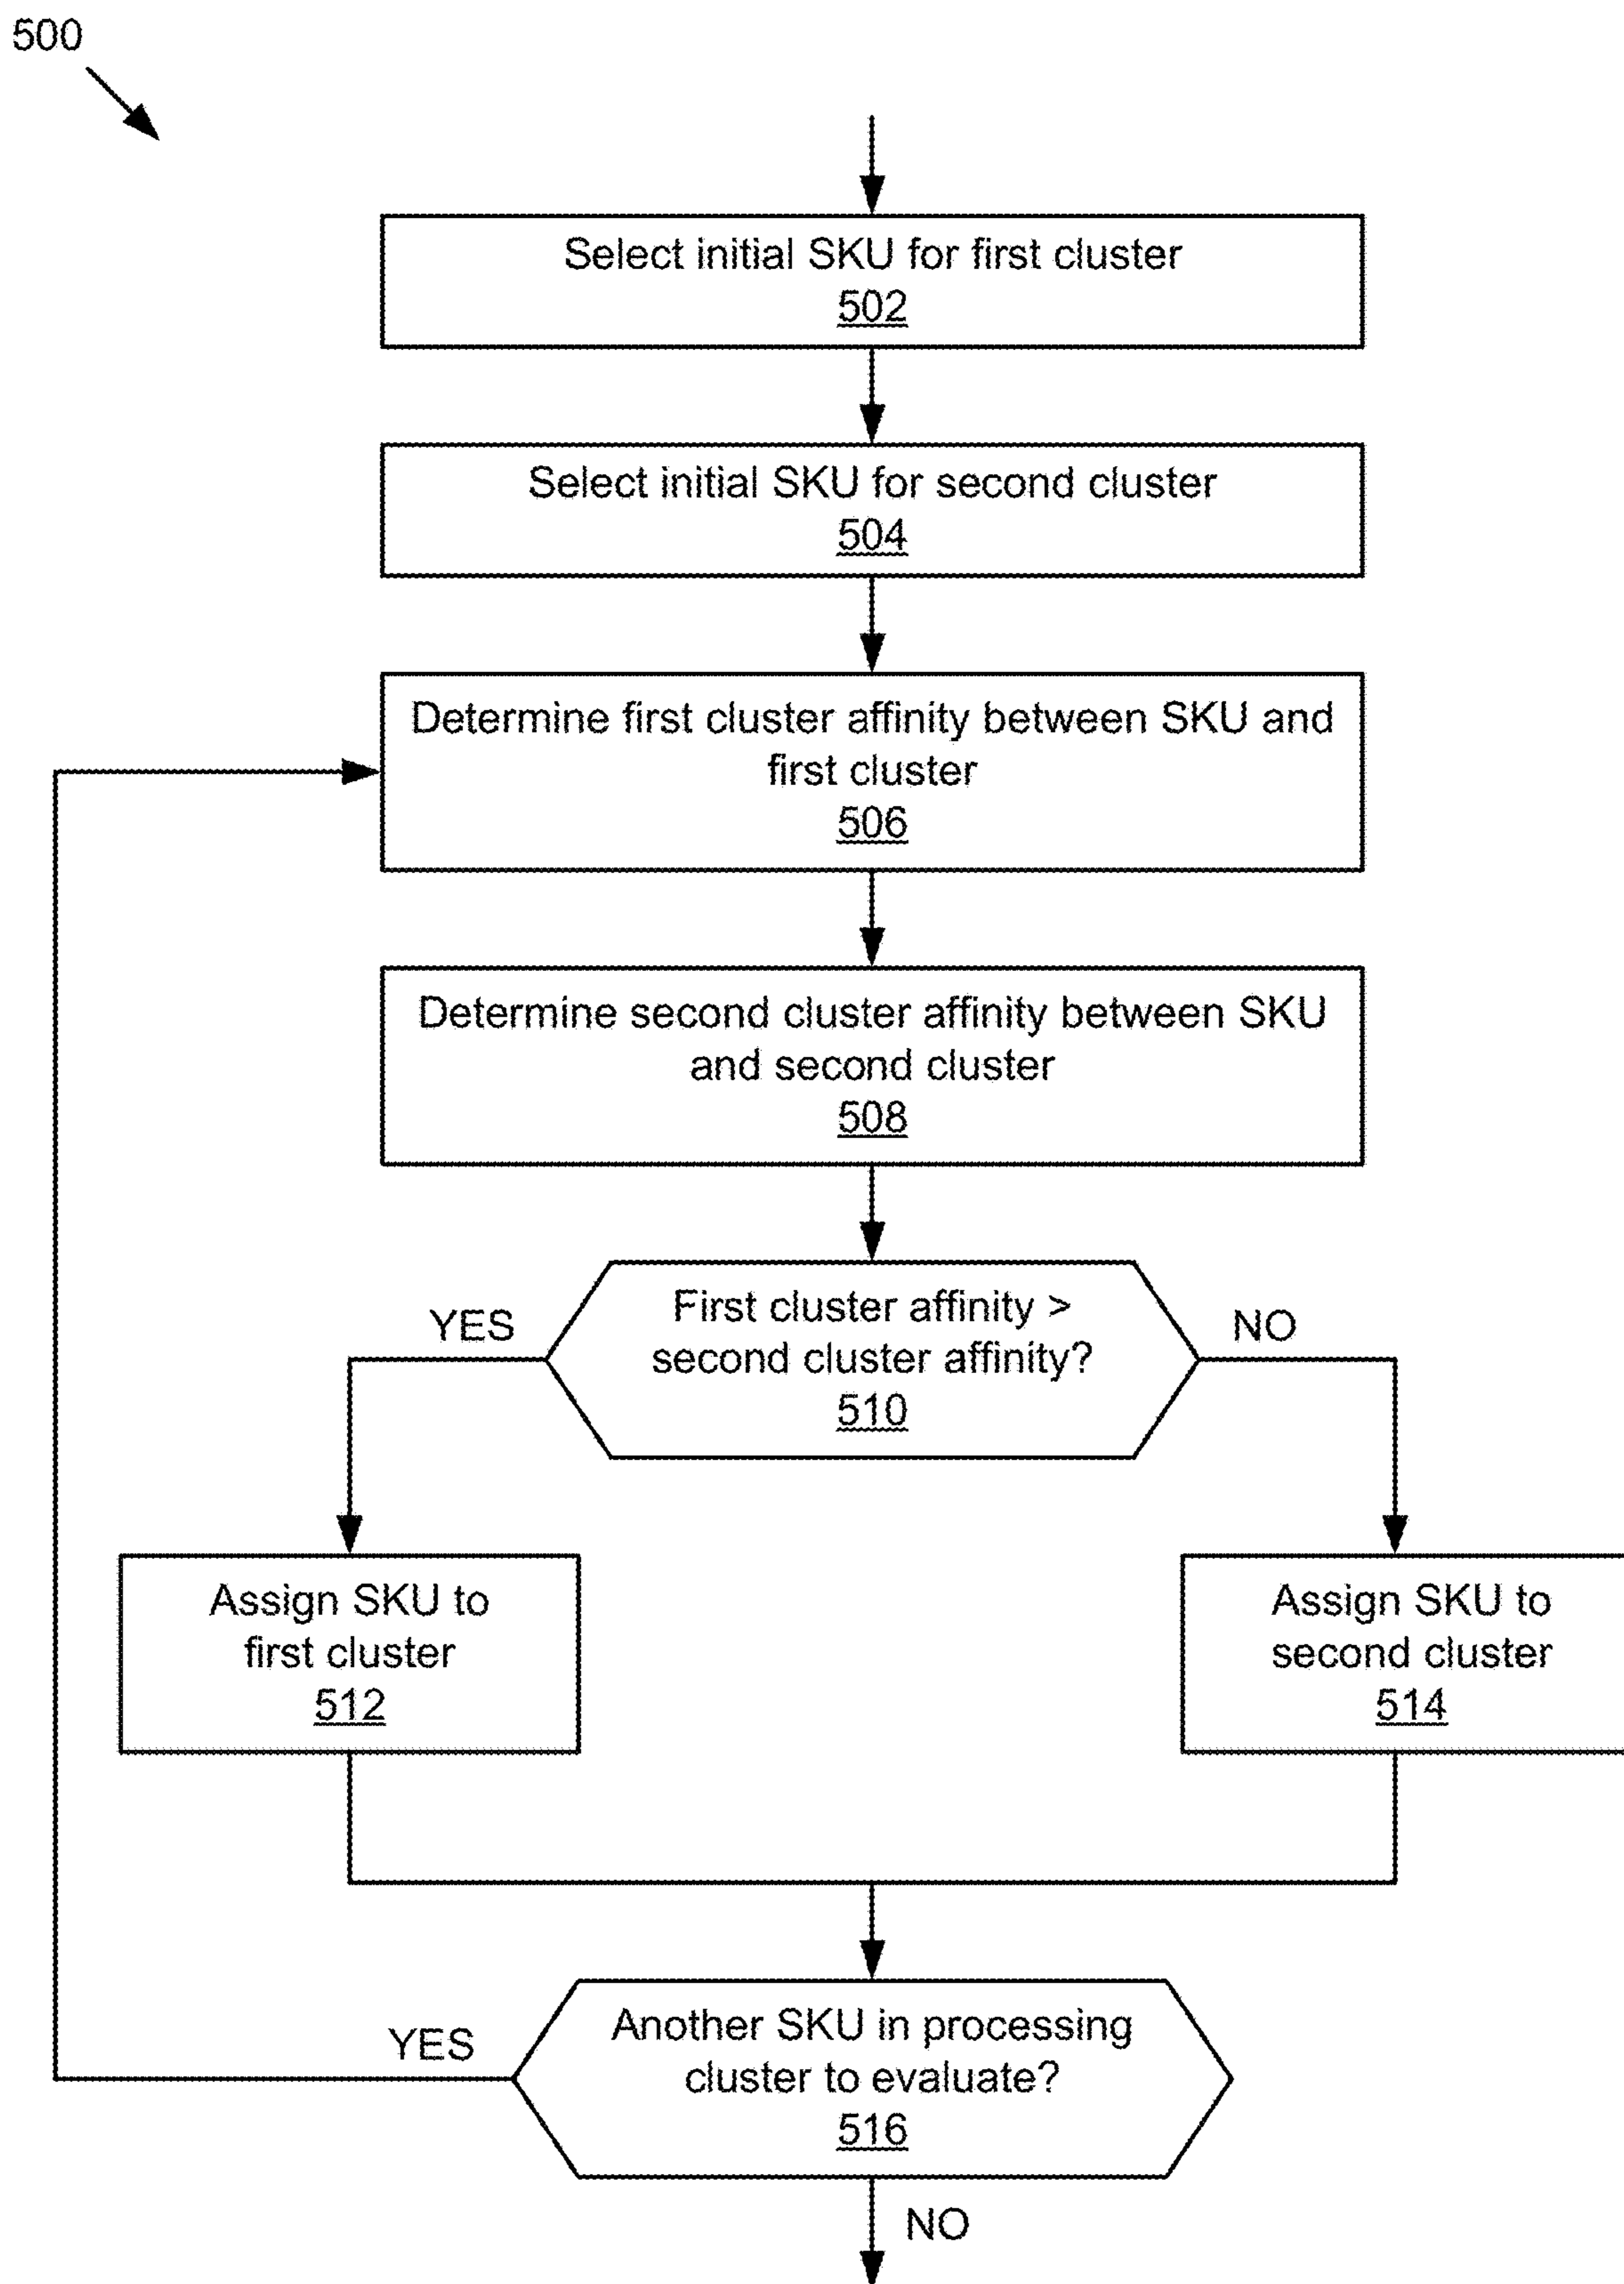 500
Select initial SKU for first cluster
502
Select initial SKU for second cluster
504
Determine first cluster affinity between SKU and
first cluster
506
Determine second cluster affinity between SKU
and second cluster
508
First cluster affinity >
second cluster affinity?
510
YES
NO
Assign SKU to
first cluster
512
Assign SKU to
second cluster
514
Another SKU in processing
cluster to evaluate?
516
YES
NO